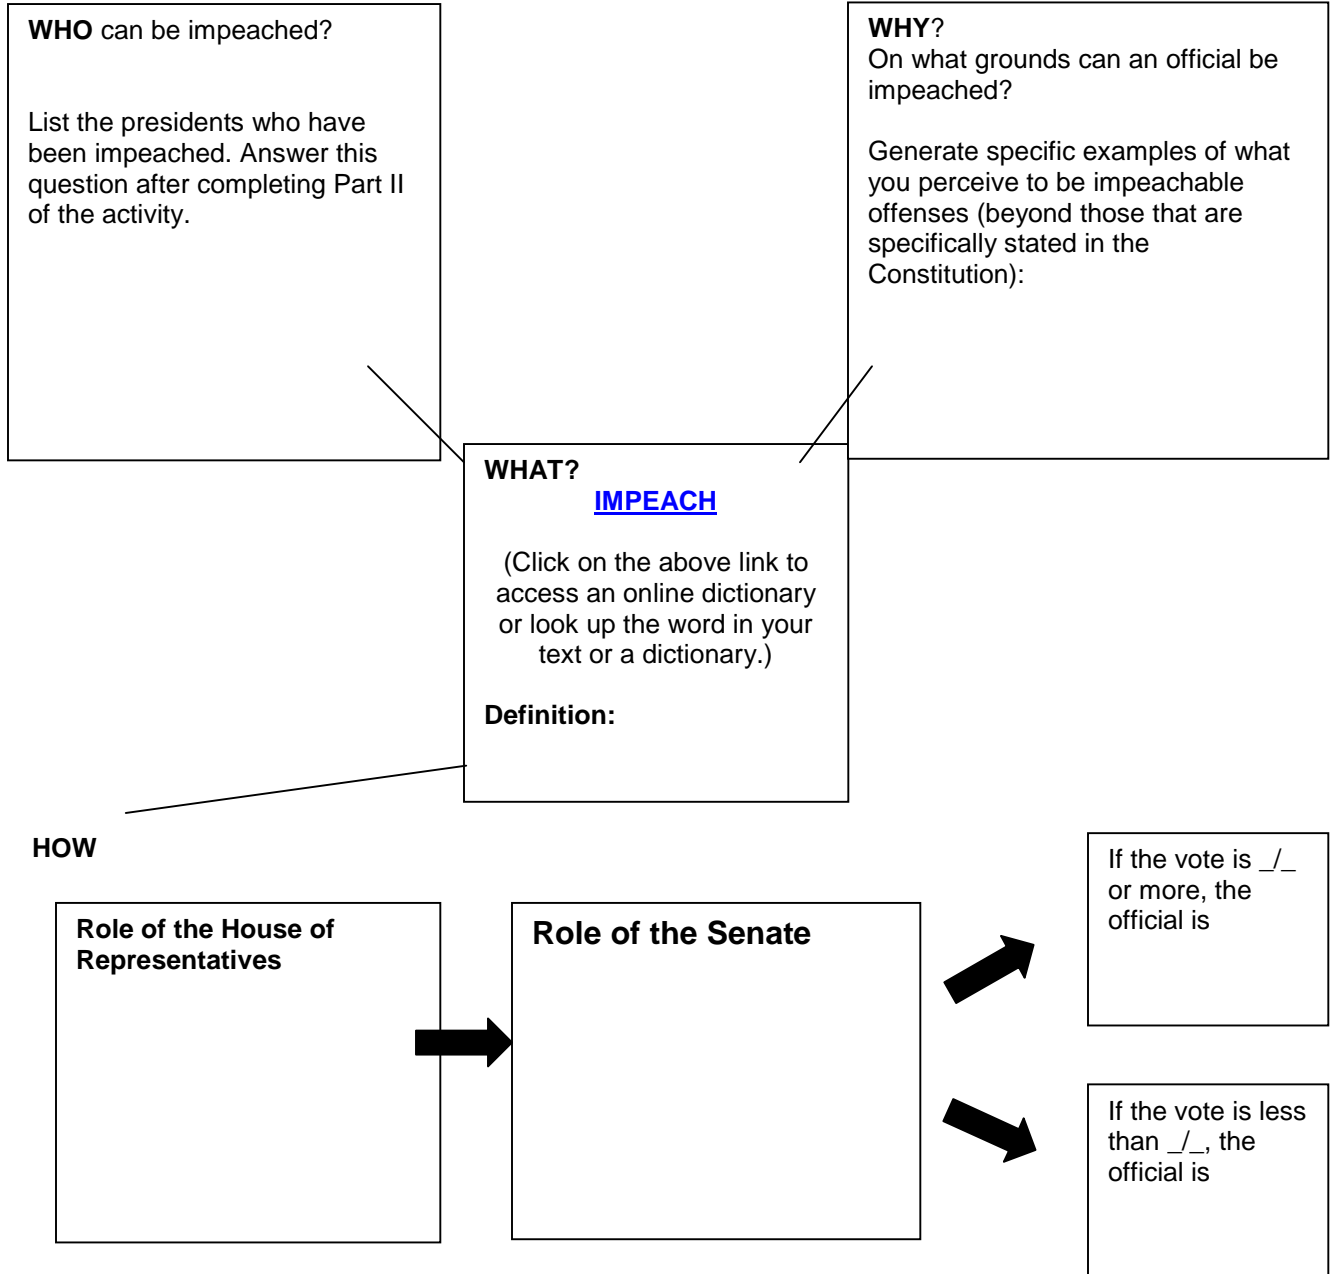 WHO can be impeached?
List the presidents who have
been impeached. Answer this
question after completing Part II
of the activity.
WHY?
On what grounds can an official be
impeached?
Generate specific examples of what
you perceive to be impeachable
offenses (beyond those that are
specifically stated in the
Constitution):
WHAT?
IMPEACH
(Click on the above link to
access an online dictionary
or look up the word in your
text or a dictionary.)
Definition:
HOW
Role of the House of
Representatives
Role of the Senate
If the vote is _/_
or more, the
official is
If the vote is less
than _/_, the
official is